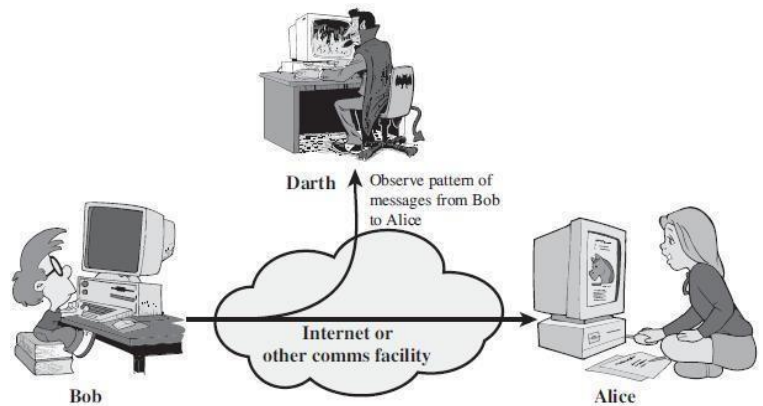 Darth
Observe pattern of
messages from Bob
to Alice
Internet or
other comms facility
Bob
Alice